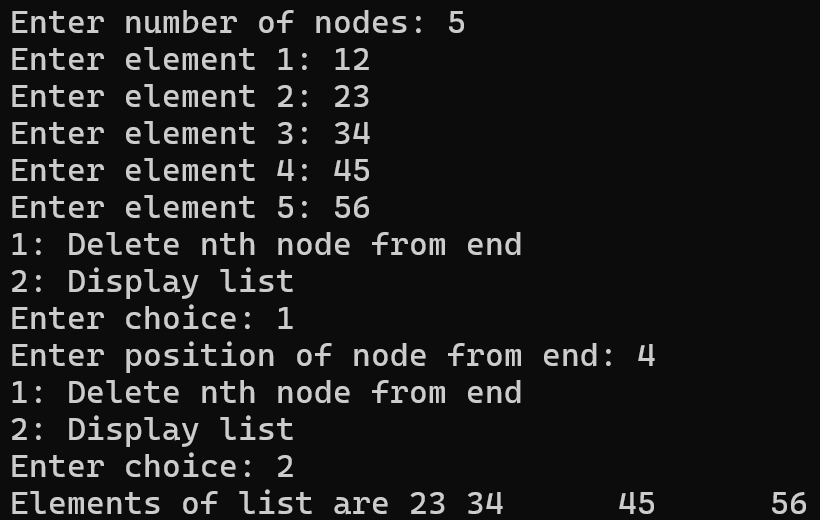 Enter number of nodes: 5
Enter element 1: 12
Enter element 2: 23
Enter element 3: 34
Enter element 4: 45
Enter element 5: 56
1: Delete nth node from end
2: Display list
Enter choice: 1
Enter position of node from end: 4
1: Delete nth node from end
2: Display list
Enter choice: 2
Elements of list are 23 34      45      56